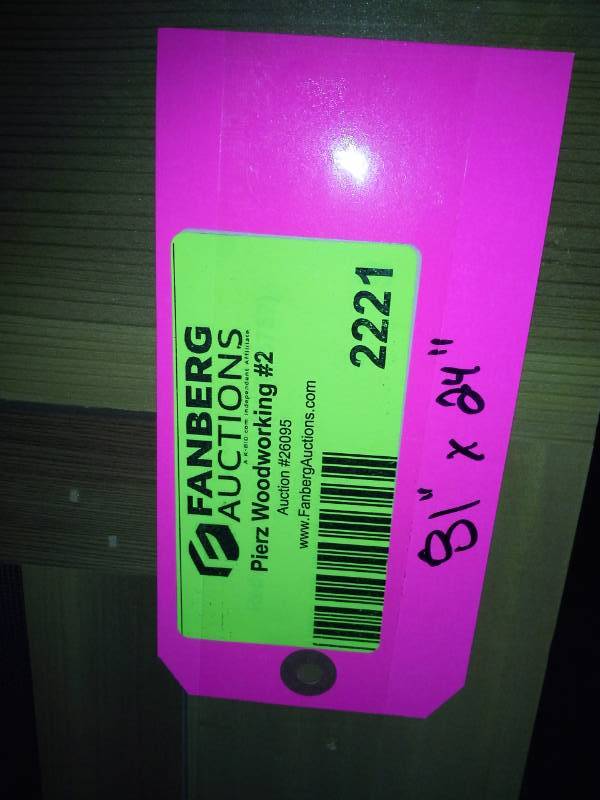 FANBERG
AUCTIONS
A K-BID.com Independent Affiliate
Pierz Woodworking #2
Auction #26095
www.FanbergAuctions.com
2221
81" x 24"